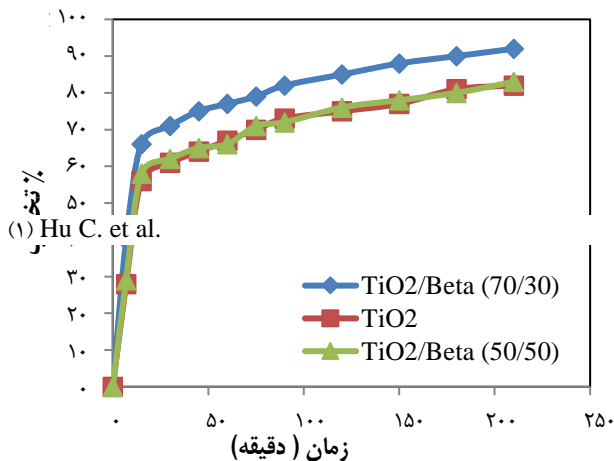 ۱۰۰
۹۰
۸۰
۷۰
۶۰
۵۰
(۱) Hu C. et al.
۳۰
۲۰
۱۰
۰
TiO2/Beta (70/30)
TiO2
TiO2/Beta (50/50)
۰ ۵۰ ۱۰۰ ۱۵۰ ۲۰۰ ۲۵۰
زمان ( دقیقه)